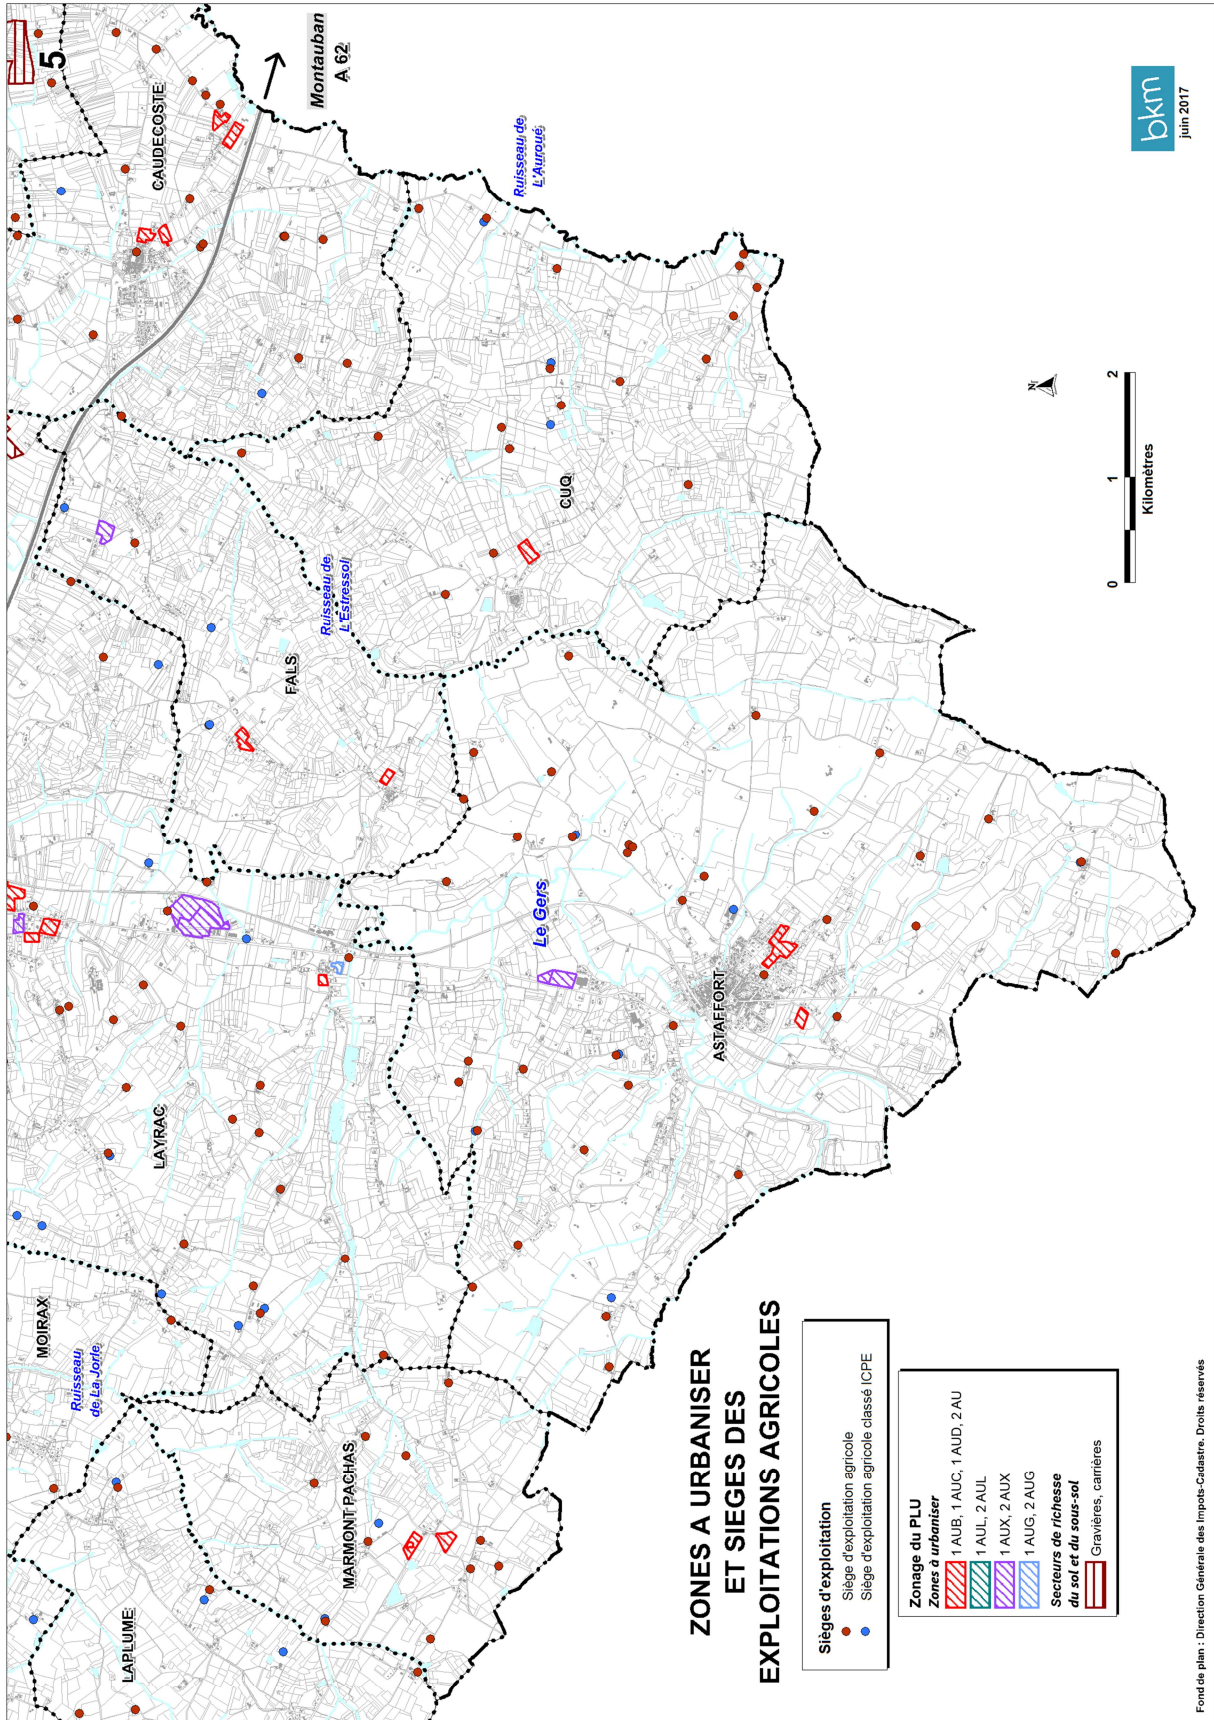 ZONES A URBANISER
ET SIEGES DES
EXPLOITATIONS AGRICOLES
Sièges d'exploitation
Siège d'exploitation agricole
Siège d'exploitation agricole classé ICPE
Zonage du PLU
Zones à urbaniser
1 AUB, 1 AUC, 1 AUD, 2 AU
1 AUL, 2 AUL
1 AUX, 2 AUX
1 AUG, 2 AUG
Secteurs de richesse
du sol et du sous-sol
Gravières, carrières
LAPLUME
MARMONT PACHAS
Ruisseau
de La Jorle
MOIRAX
LAYRAC
ASTAFFORT
Le Gers
FALS
Ruisseau de
L'Estressol
CUQ
CAUDECOSTE
5
Montauban
A 62
Ruisseau de
L'Auroué
N
0 1 2
Kilomètres
bkm
juin 2017
Fond de plan : Direction Générale des Impots-Cadastre. Droits réservés